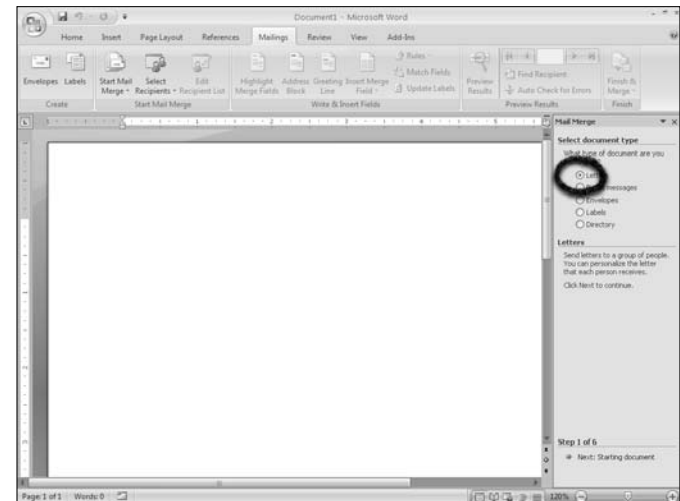 Document1 - Microsoft Word
Home Insert Page Layout References Mailings Review View Add-Ins
Envelopes Labels Start Mail Merge Select Recipients Edit Recipient List Highlight Merge Fields Address Block Greeting Line Insert Merge Field Rules Match Fields Update Labels Preview Results Find Recipient Auto Check for Errors Finish & Merge
Create Start Mail Merge Write & Insert Fields Preview Results Finish
Mail Merge
Select document type
What type of document are you
messages
Envelopes
Labels
Directory
Letters
Send letters to a group of people.
You can personalize the letter
that each person receives.
Click Next to continue.
Step 1 of 6
Next: Starting document
Page: 1 of 1 Words: 0 120%